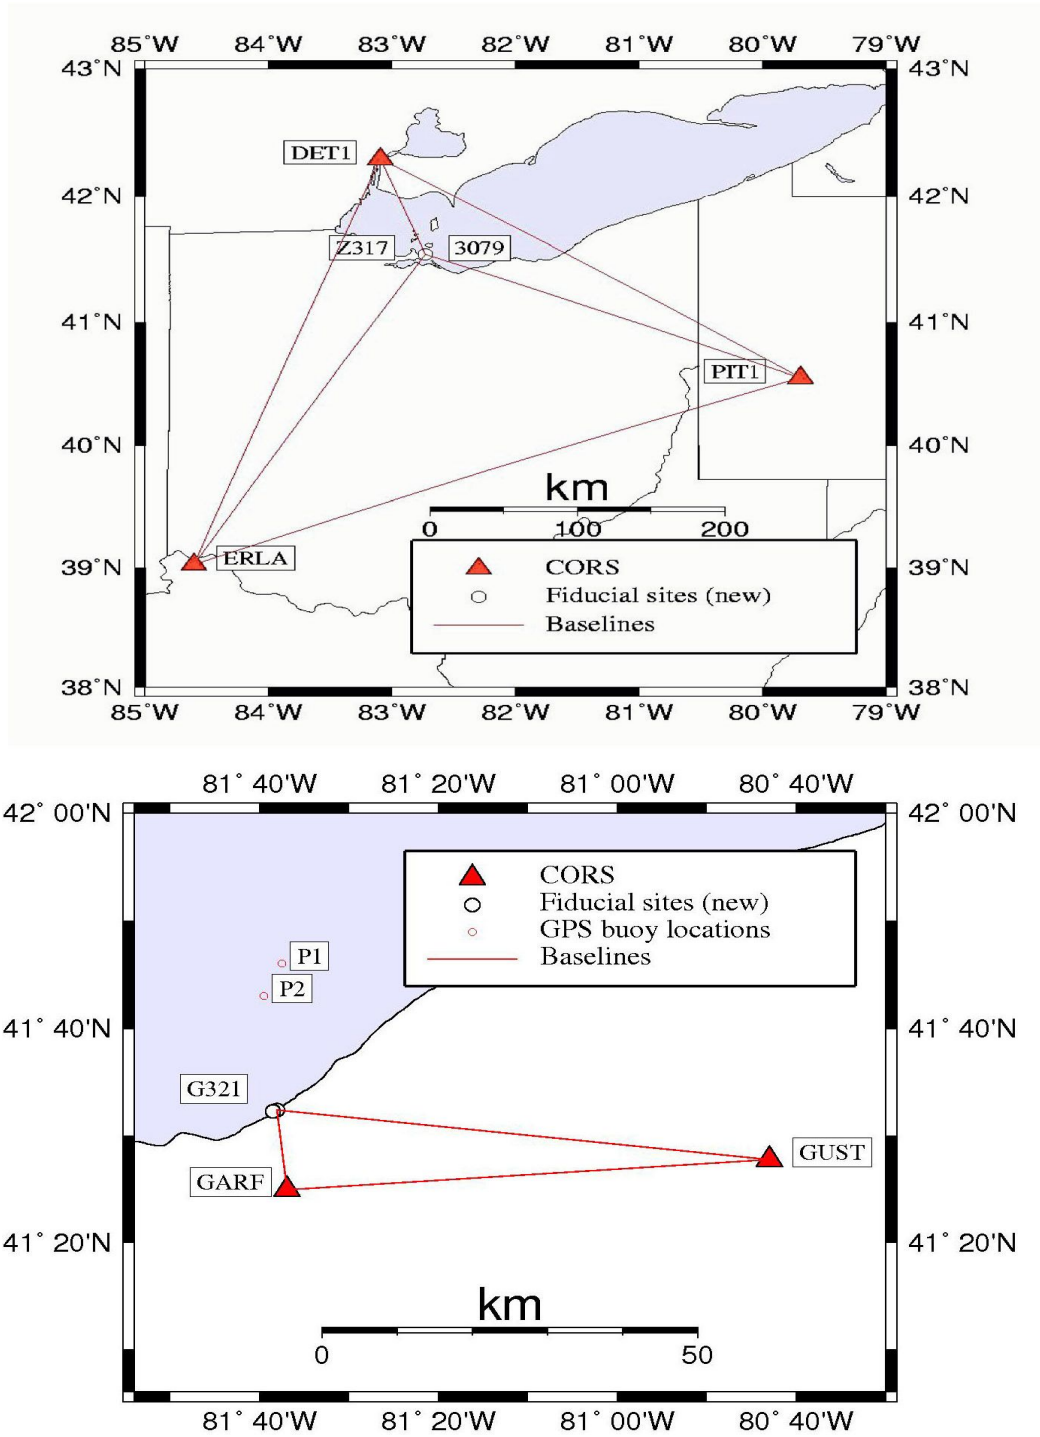 85˚W 84˚W 83˚W 82˚W 81˚W 80˚W 79˚W
43˚N 43˚N
DET1
42˚N 42˚N
Z317 3079
41˚N 41˚N
PIT1
40˚N 40˚N
km
0 100 200
ERLA
39˚N 39˚N
CORS
Fiducial sites (new)
Baselines
38˚N 38˚N
85˚W 84˚W 83˚W 82˚W 81˚W 80˚W 79˚W
81˚ 40'W 81˚ 20'W 81˚ 00'W 80˚ 40'W
42˚ 00'N 42˚ 00'N
CORS
Fiducial sites (new)
GPS buoy locations
Baselines
P1
P2
41˚ 40'N 41˚ 40'N
G321
GUST
GARF
41˚ 20'N 41˚ 20'N
km
0 50
81˚ 40'W 81˚ 20'W 81˚ 00'W 80˚ 40'W